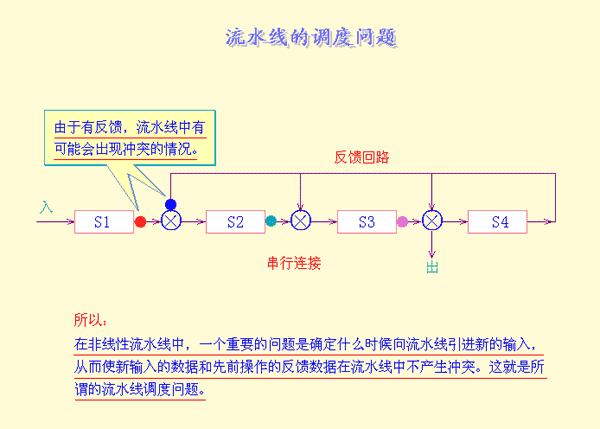 流水线的调度问题
由于有反馈，流水线中有
可能会出现冲突的情况。
反馈回路
入
S1
S2
S3
S4
出
串行连接
所以：
在非线性流水线中，一个重要的问题是确定什么时候向流水线引进新的输入，
从而使新输入的数据和先前操作的反馈数据在流水线中不产生冲突。这就是所
谓的流水线调度问题。